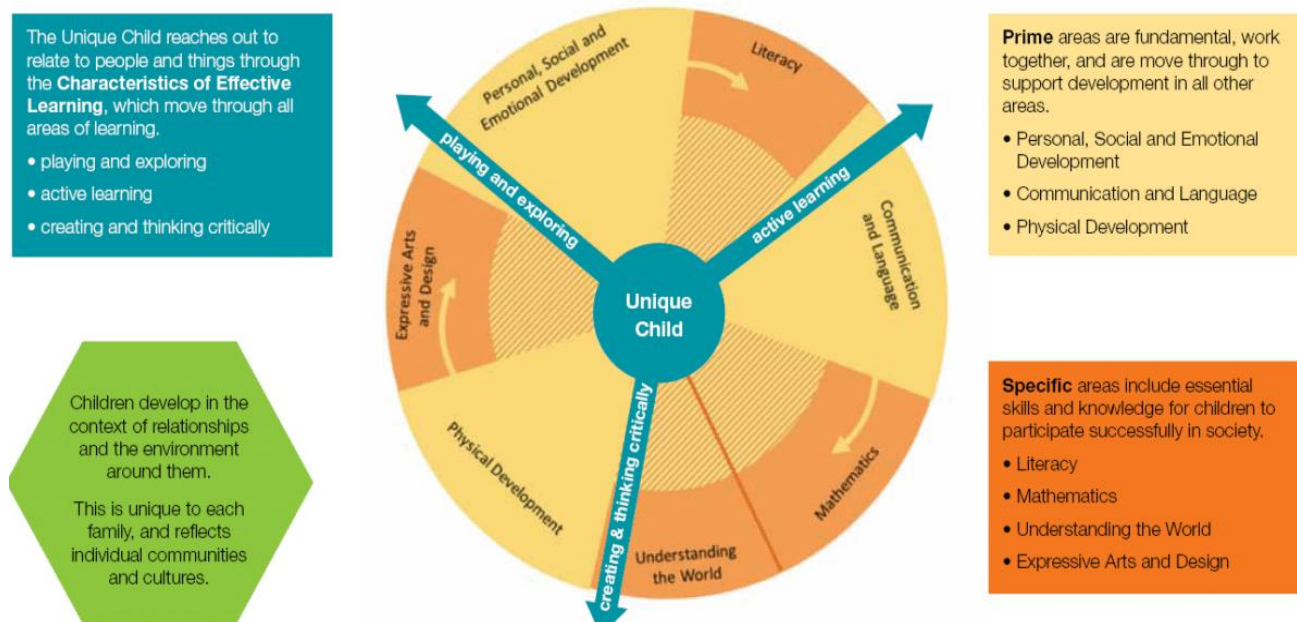 The Unique Child reaches out to
relate to people and things through
the Characteristics of Effective
Learning, which move through all
areas of learning.
• playing and exploring
• active learning
• creating and thinking critically
Children develop in the
context of relationships
and the environment
around them.
This is unique to each
family, and reflects
individual communities
and cultures.
Personal, Social and
Emotional Development
Literacy
playing and exploring
active learning
Communication
and Language
Expressive Arts
and Design
Unique
Child
Physical Development
creating & thinking critically
Mathematics
Understanding
the World
Prime areas are fundamental, work
together, and are move through to
support development in all other
areas.
• Personal, Social and Emotional
Development
• Communication and Language
• Physical Development
Specific areas include essential
skills and knowledge for children to
participate successfully in society.
• Literacy
• Mathematics
• Understanding the World
• Expressive Arts and Design